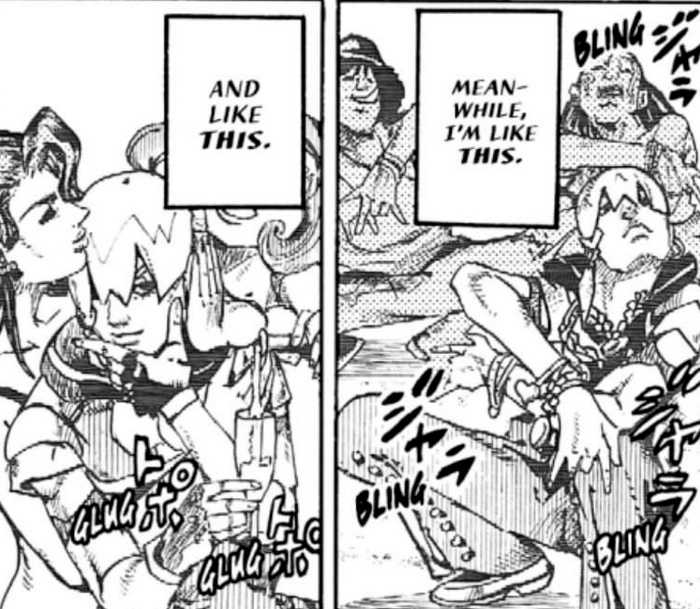 MEAN-
WHILE,
I'M LIKE
THIS.
BLING
ジャラ
ジャラ
BLING
ジャラ
BLING
AND
LIKE
THIS.
トポ
GLUG
トポ
GLUG